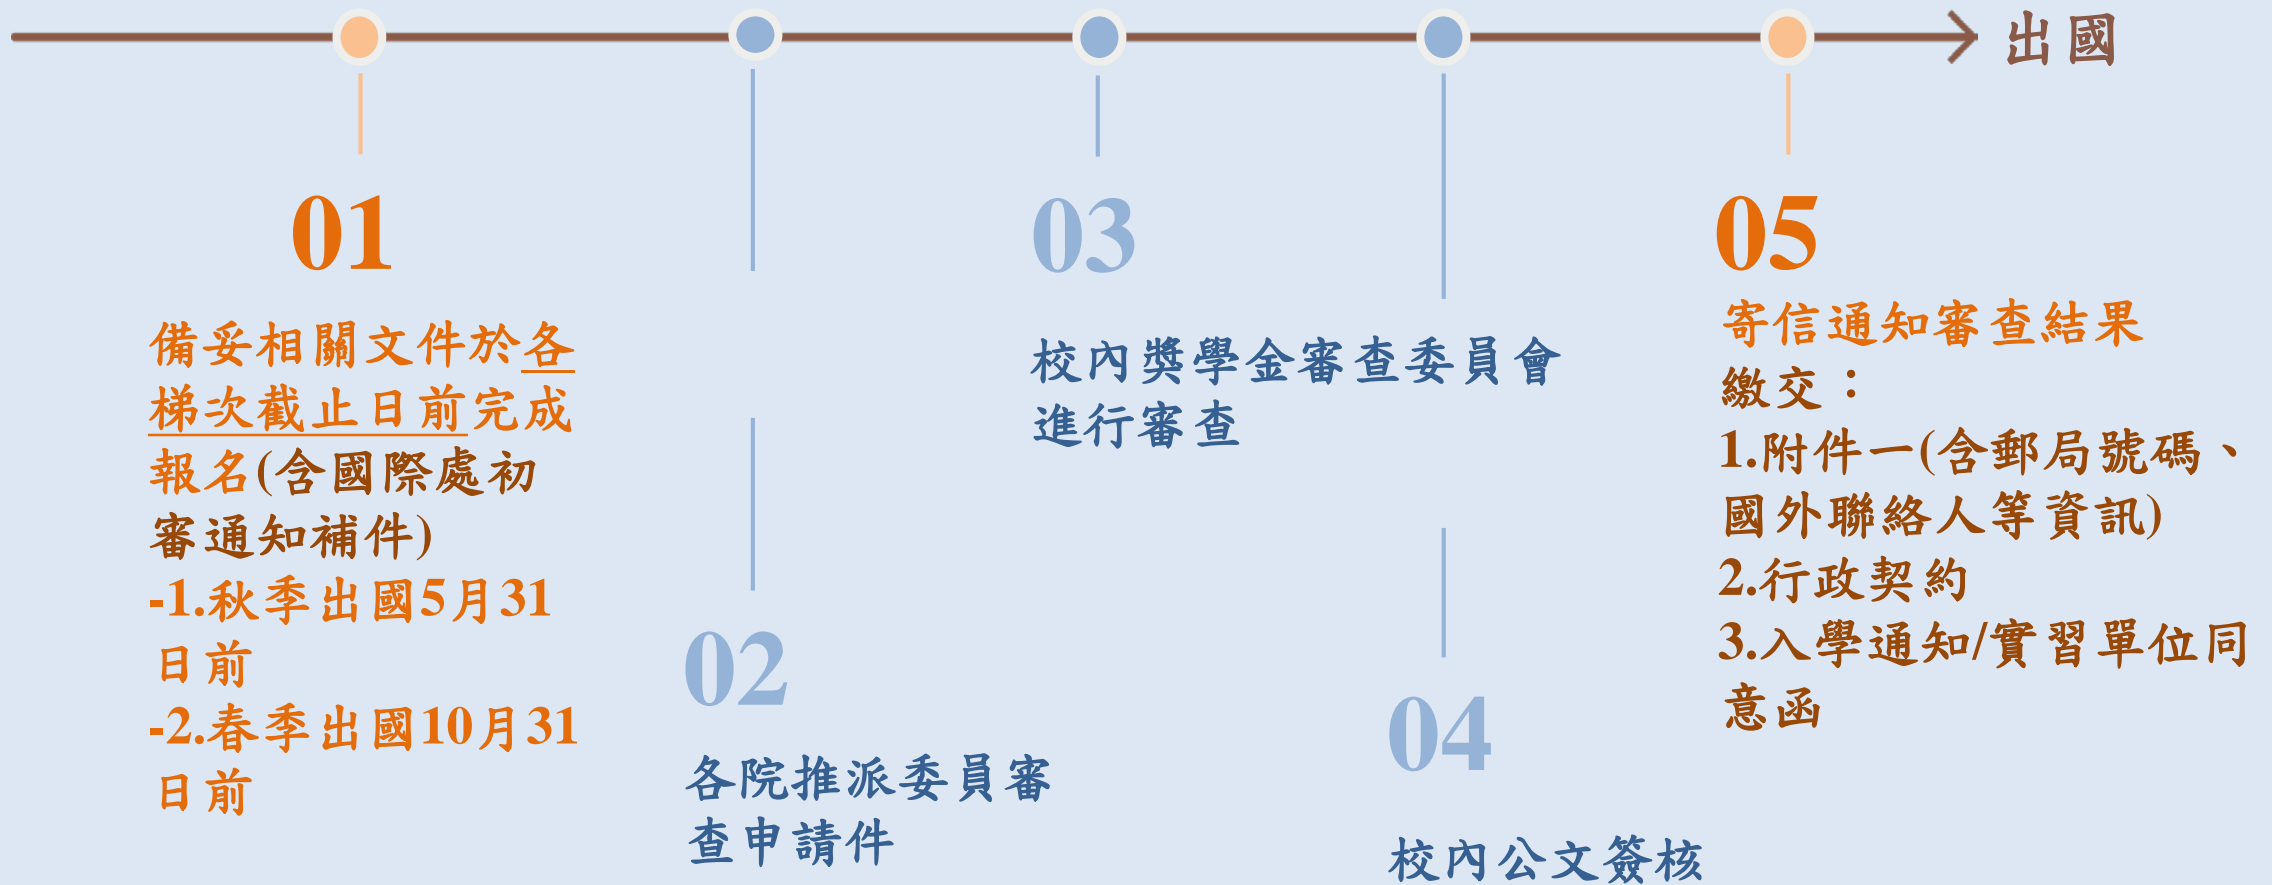 出國
01
備妥相關文件於各
梯次截止日前完成
報名(含國際處初
審通知補件)
-1.秋季出國5月31
日前
-2.春季出國10月31
日前
02
各院推派委員審
查申請件
03
校內獎學金審查委員會
進行審查
04
校內公文簽核
05
寄信通知審查結果
繳交：
1.附件一(含郵局號碼、
國外聯絡人等資訊)
2.行政契約
3.入學通知/實習單位同
意函